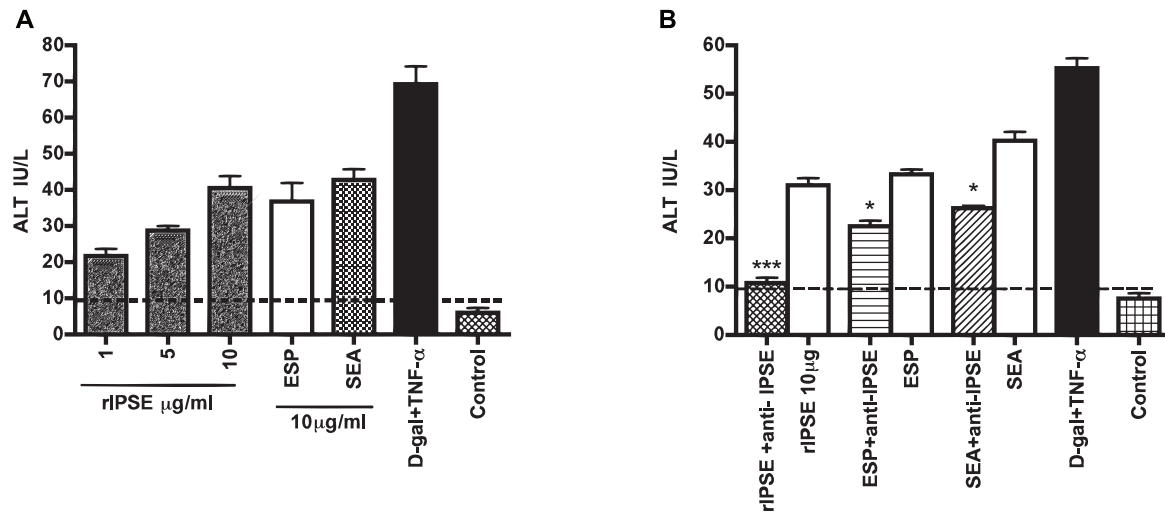 A
ALT IU/L
80
70
60
50
40
30
20
10
0
1
5
10
ESP
SEA
D-gal+TNF-α
Control
rIPSE μg/ml
10μg/ml
B
ALT IU/L
60
50
40
30
20
10
0
***
*
*
rIPSE +anti- IPSE
rIPSE 10μg
ESP+anti-IPSE
ESP
SEA+anti-IPSE
SEA
D-gal+TNF-α
Control